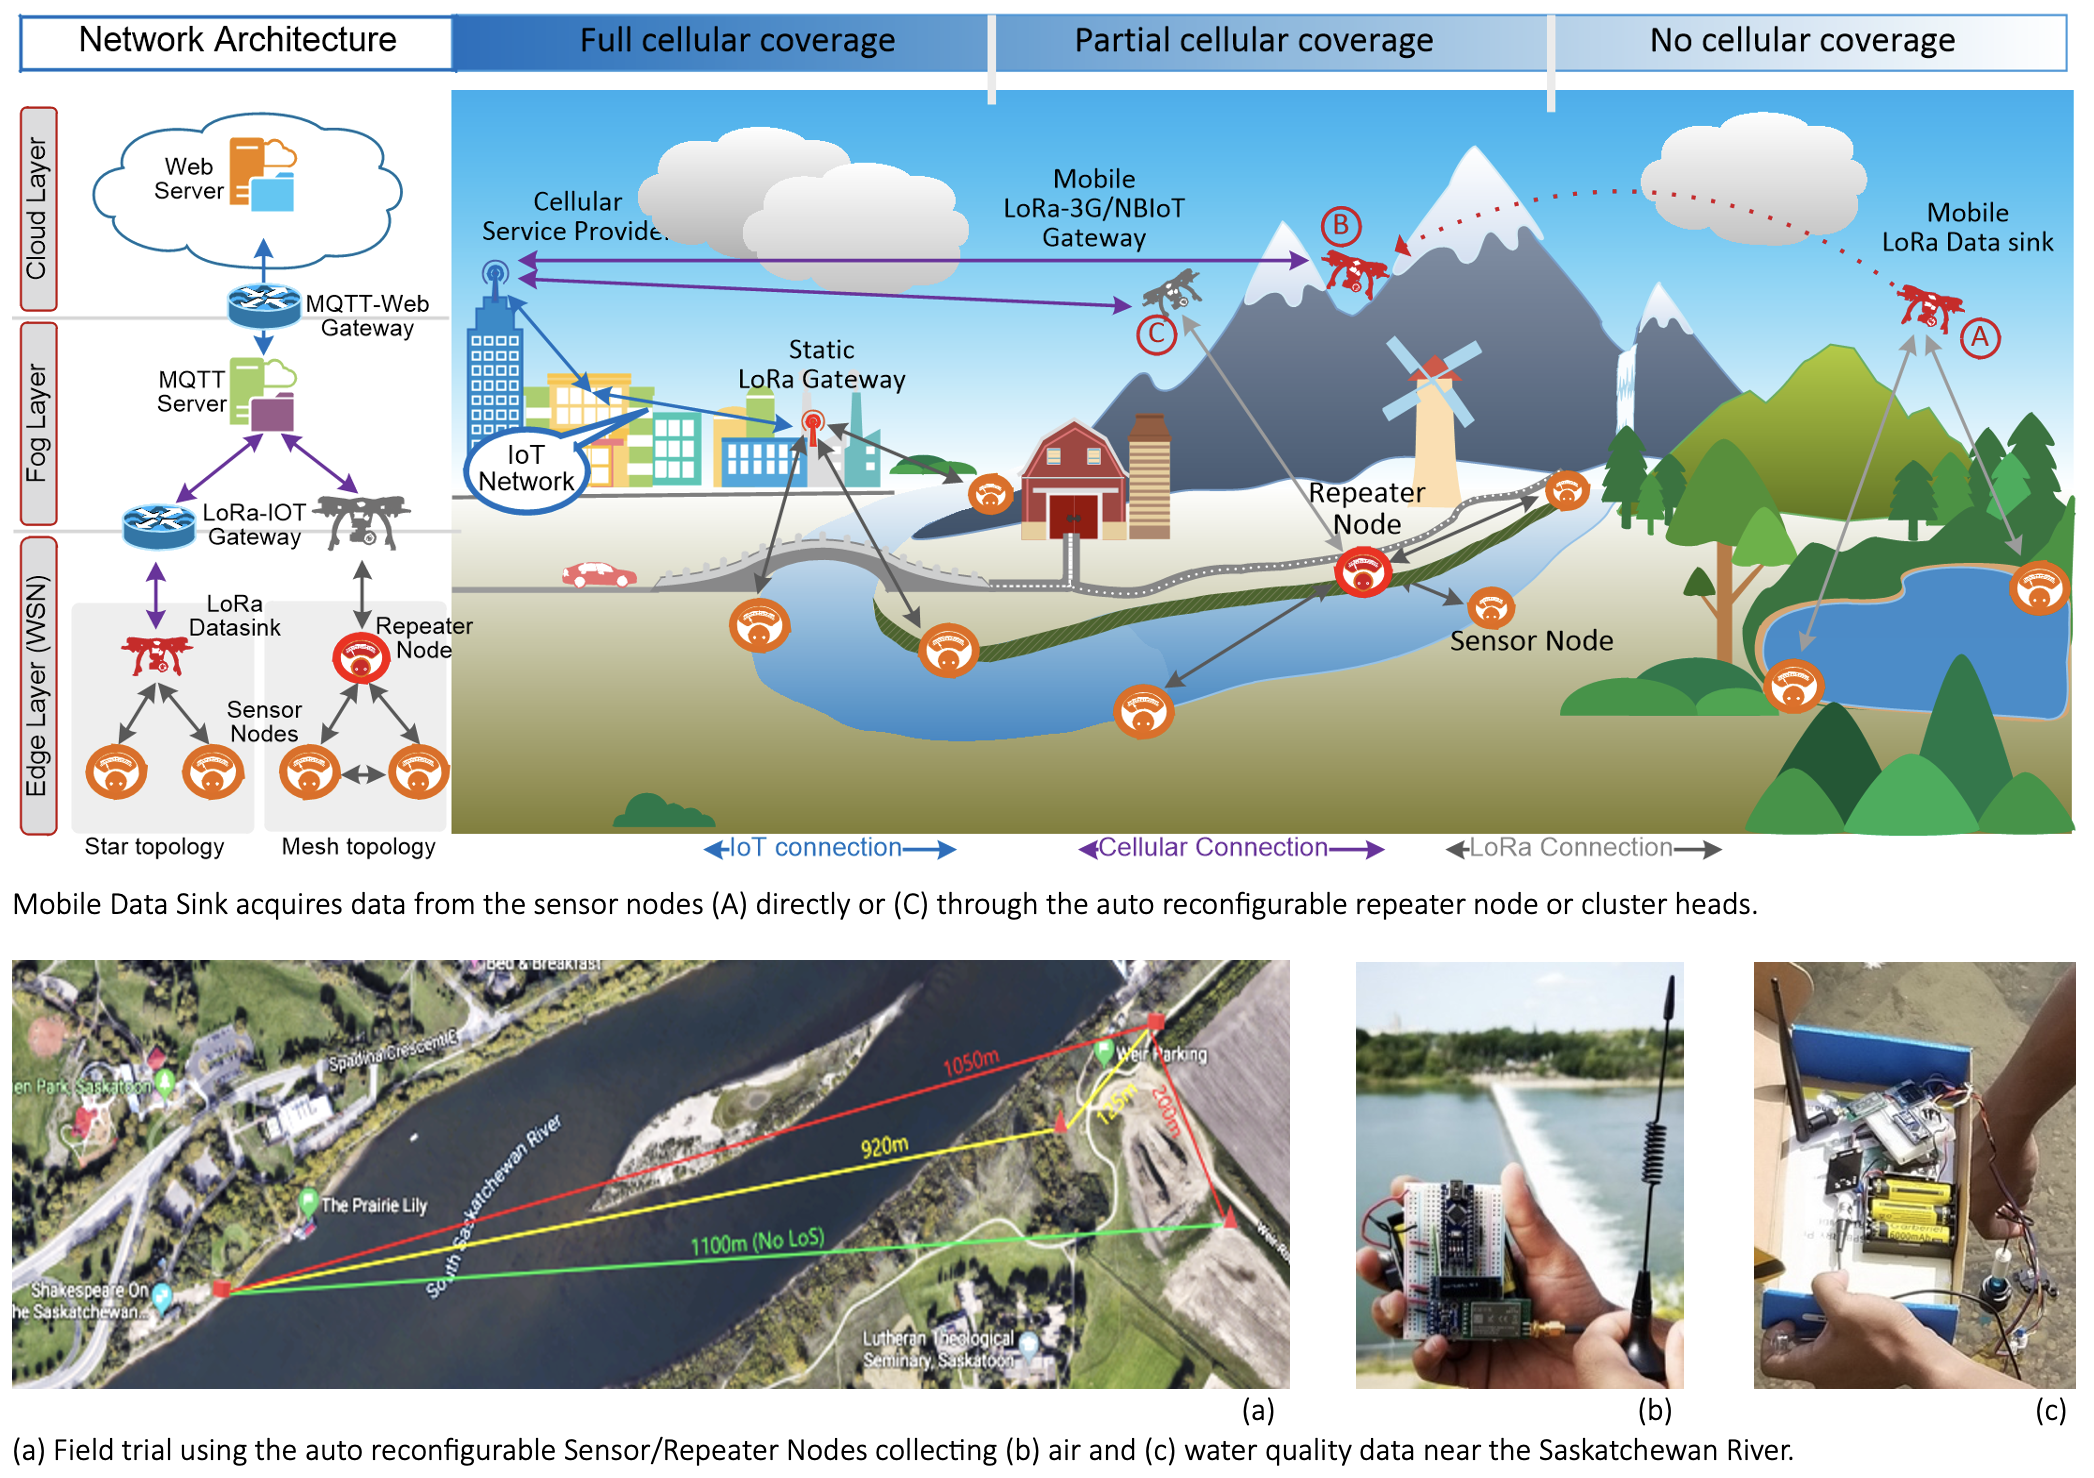 Network Architecture
Full cellular coverage
Partial cellular coverage
No cellular coverage
Cloud Layer
Web
Server
MQTT-Web
Gateway
Fog Layer
MQTT
Server
LoRa-IOT
Gateway
Edge Layer (WSN)
LoRa
Datasink
Repeater
Node
Sensor
Nodes
Star topology
Mesh topology
Cellular
Service Provider
Mobile
LoRa-3G/NBIoT
Gateway
B
C
Mobile
LoRa Data sink
A
Static
LoRa Gateway
IoT
Network
Repeater
Node
Sensor Node
IoT connection
Cellular Connection
LoRa Connection
Mobile Data Sink acquires data from the sensor nodes (A) directly or (C) through the auto reconfigurable repeater node or cluster heads.
Bed & Breakfast
Spadina Crescent E
en Park, Saskatoon
The Prairie Lily
South Saskatchewan River
Shakespeare On
he Saskatchewan...
1050m
920m
1100m (No LoS)
125m
200m
Weir Parking
Lutheran Theological
Seminary, Saskatoon
(a)
(b)
(c)
(a) Field trial using the auto reconfigurable Sensor/Repeater Nodes collecting (b) air and (c) water quality data near the Saskatchewan River.